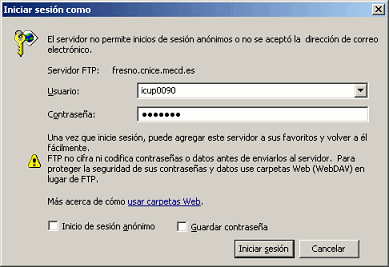 Iniciar sesión como
El servidor no permite inicios de sesión anónimos o no se aceptó la dirección de correo
electrónico.
Servidor FTP: fresno.cnice.mecd.es
Usuario: icup0090
Contraseña: ●●●●●●●
Una vez que inicie sesión, puede agregar este servidor a sus favoritos y volver a él
fácilmente.
FTP no cifra ni codifica contraseñas o datos antes de enviarlos al servidor. Para
proteger la seguridad de sus contraseñas y datos use carpetas Web (WebDAV) en
lugar de FTP.
Más acerca de cómo usar carpetas Web.
Inicio de sesión anónimo Guardar contraseña
Iniciar sesión Cancelar